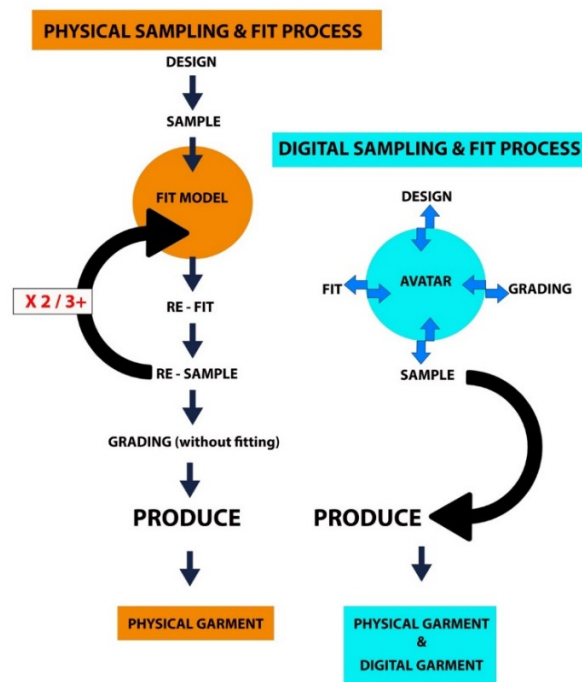 PHYSICAL SAMPLING & FIT PROCESS
DESIGN
SAMPLE
FIT MODEL
X 2 / 3+
RE - FIT
RE - SAMPLE
GRADING (without fitting)
PRODUCE
PHYSICAL GARMENT
DIGITAL SAMPLING & FIT PROCESS
DESIGN
FIT
AVATAR
GRADING
SAMPLE
PRODUCE
PHYSICAL GARMENT
&
DIGITAL GARMENT